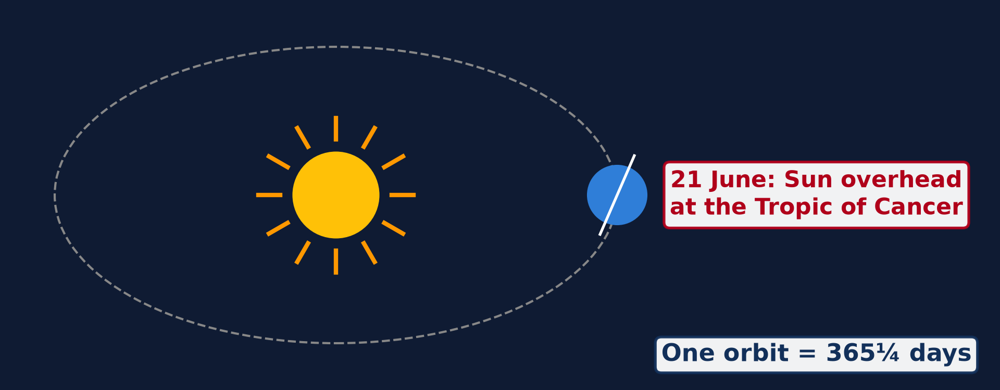 21 June: Sun overhead
at the Tropic of Cancer
One orbit = 365¼ days